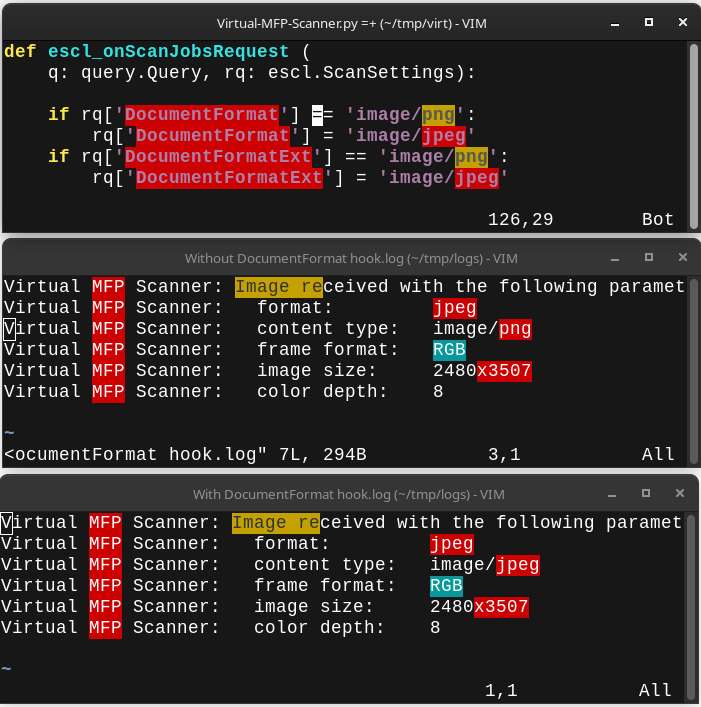 Virtual-MFP-Scanner.py =+ (~/tmp/virt) - VIM
def escl_onScanJobsRequest (
    q: query.Query, rq: escl.ScanSettings):

    if rq['DocumentFormat'] == 'image/png':
        rq['DocumentFormat'] = 'image/jpeg'
    if rq['DocumentFormatExt'] == 'image/png':
        rq['DocumentFormatExt'] = 'image/jpeg'

126,29        Bot
Without DocumentFormat hook.log (~/tmp/logs) - VIM
Virtual MFP Scanner: Image received with the following paramet
Virtual MFP Scanner:   format:         jpeg
Virtual MFP Scanner:   content type:   image/png
Virtual MFP Scanner:   frame format:   RGB
Virtual MFP Scanner:   image size:     2480x3507
Virtual MFP Scanner:   color depth:    8

~
<ocumentFormat hook.log" 7L, 294B           3,1           All
With DocumentFormat hook.log (~/tmp/logs) - VIM
Virtual MFP Scanner: Image received with the following paramet
Virtual MFP Scanner:   format:         jpeg
Virtual MFP Scanner:   content type:   image/jpeg
Virtual MFP Scanner:   frame format:   RGB
Virtual MFP Scanner:   image size:     2480x3507
Virtual MFP Scanner:   color depth:    8

~
1,1           All